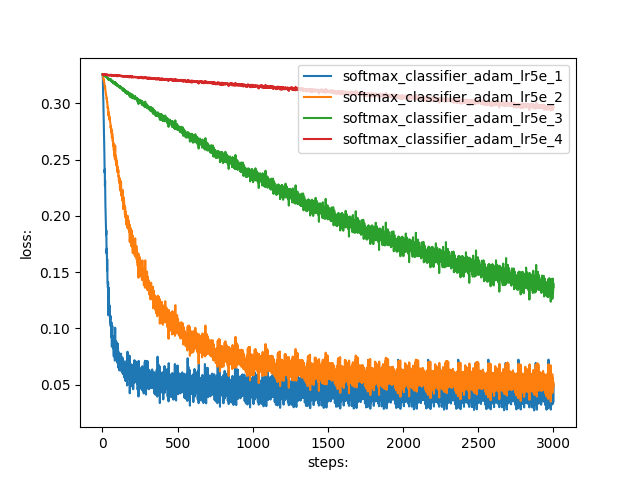 softmax_classifier_adam_lr5e_1
softmax_classifier_adam_lr5e_2
softmax_classifier_adam_lr5e_3
softmax_classifier_adam_lr5e_4
0.30
0.25
0.20
0.15
0.10
0.05
loss:
0 500 1000 1500 2000 2500 3000
steps: